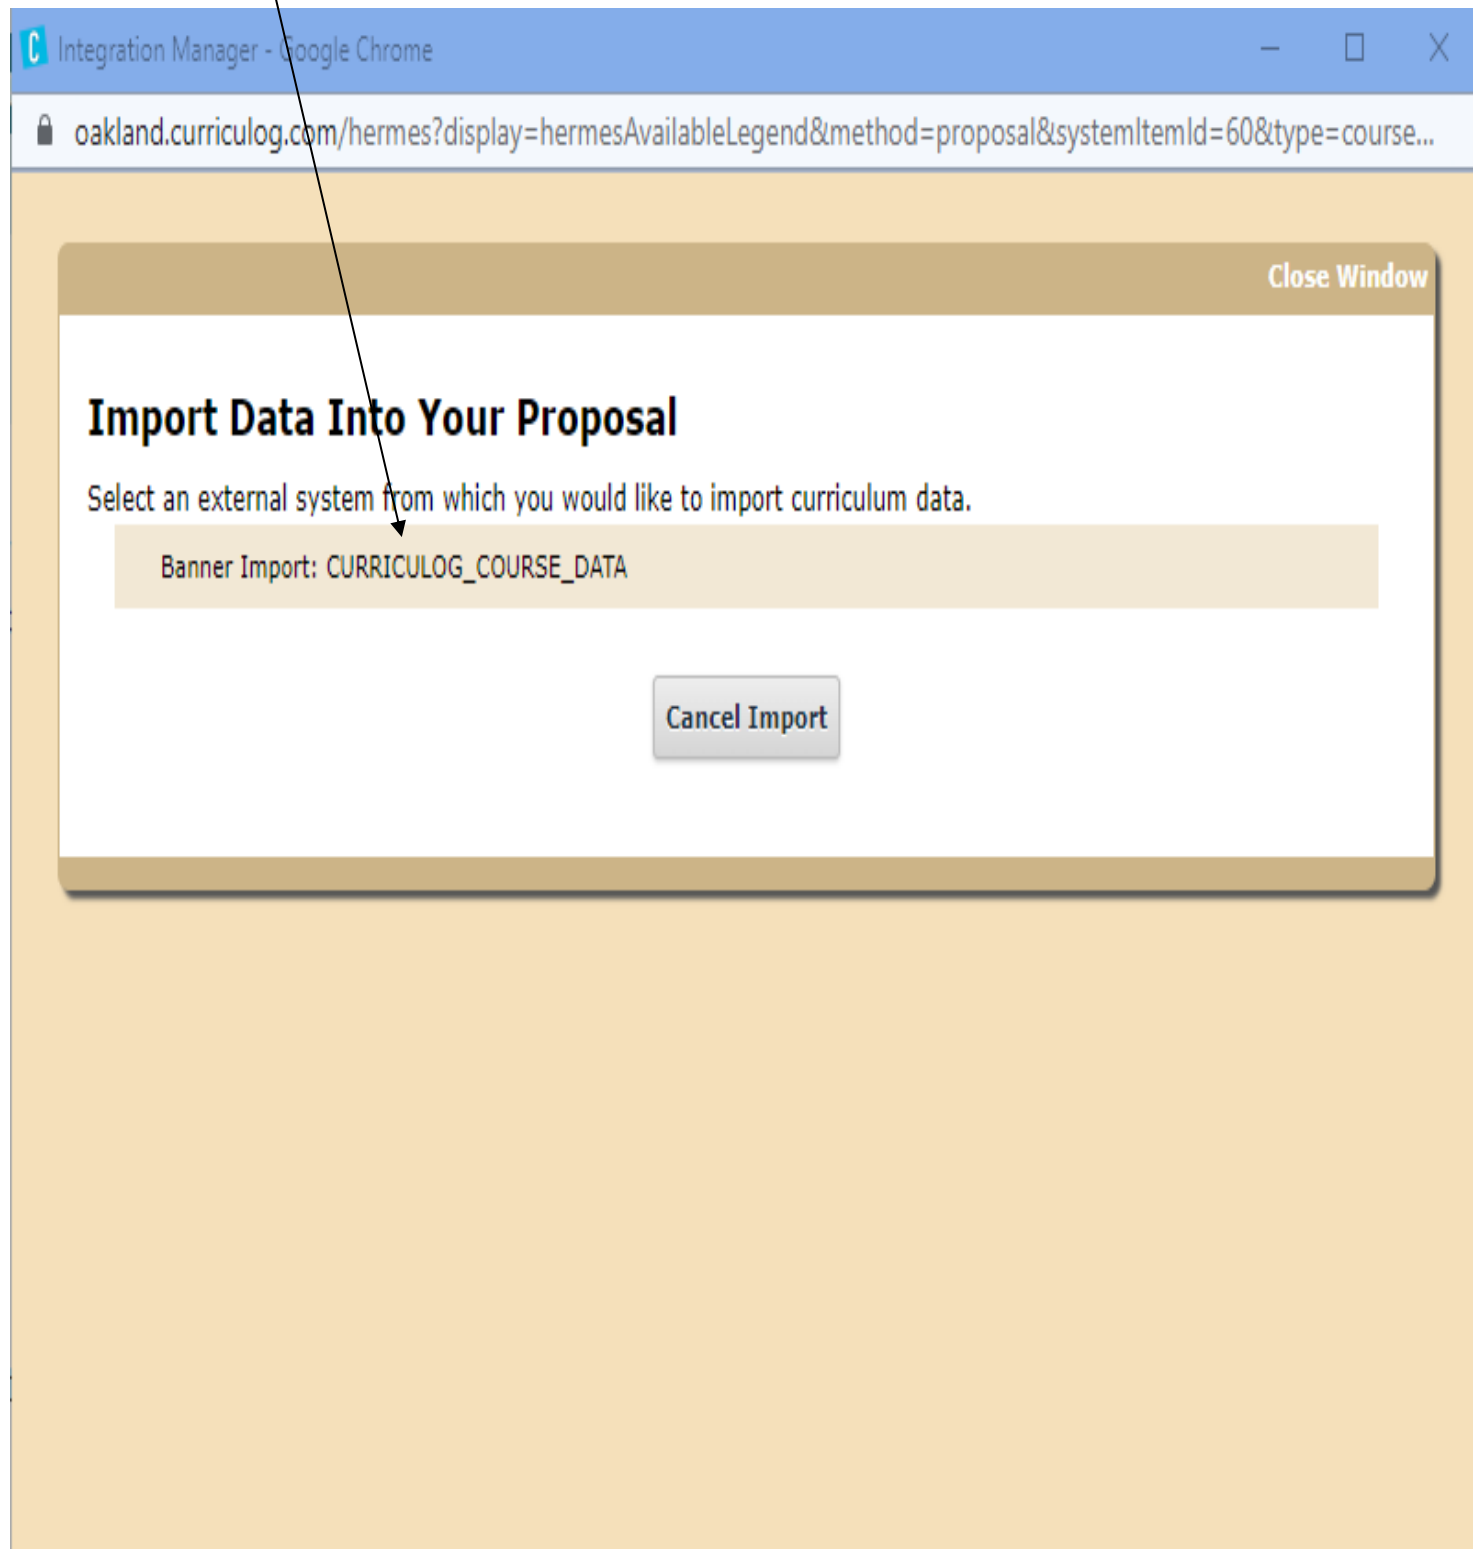 C Integration Manager - Google Chrome
oakland.curriculog.com/hermes?display=hermesAvailableLegend&method=proposal&systemItemId=60&type=course...
Close Window
Import Data Into Your Proposal
Select an external system from which you would like to import curriculum data.
Banner Import: CURRICULOG_COURSE_DATA
Cancel Import